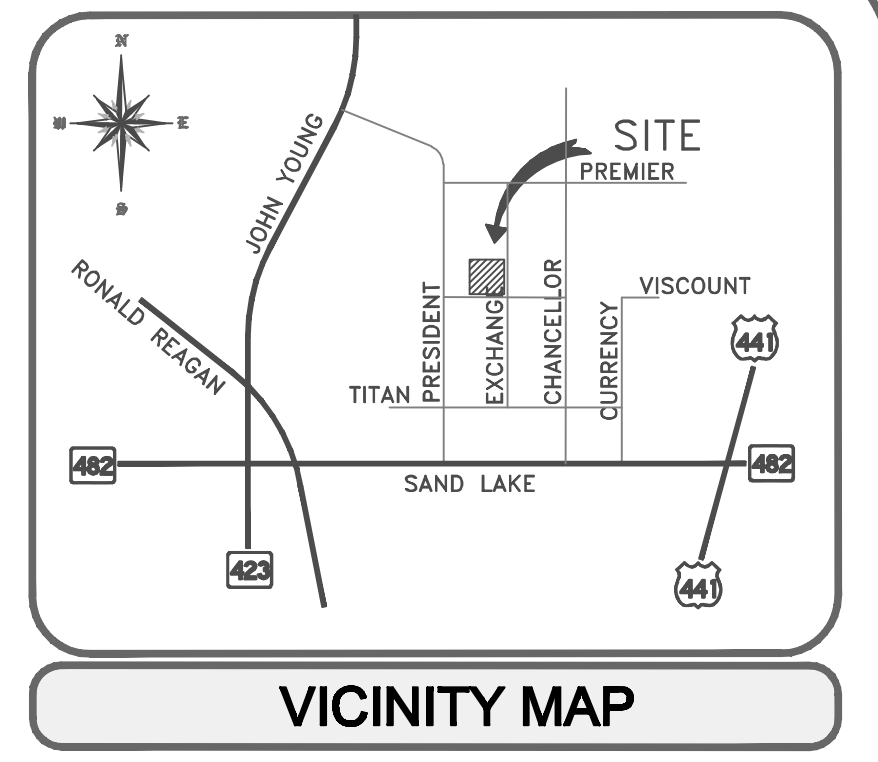 N
W
E
S
JOHN YOUNG
SITE
PREMIER
RONALD REAGAN
PRESIDENT
EXCHANGE
CHANCELLOR
CURRENCY
VISCOUNT
441
TITAN
482
482
SAND LAKE
423
441
VICINITY MAP